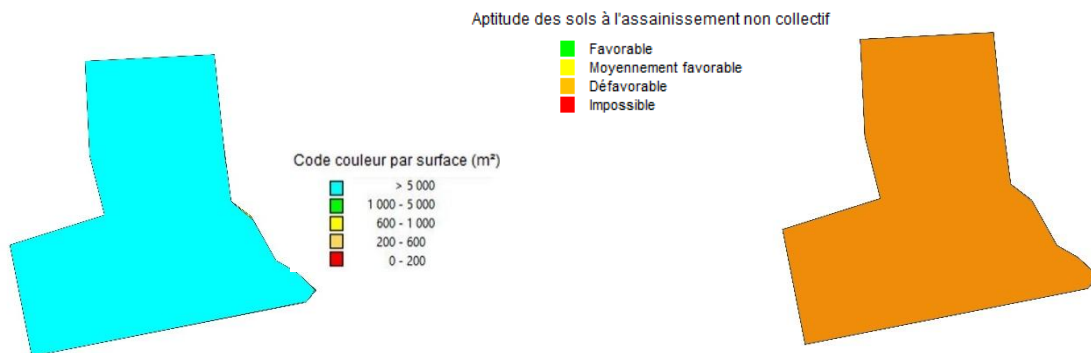 Aptitude des sols à l'assainissement non collectif
Favorable
Moyennement favorable
Défavorable
Impossible
Code couleur par surface (m²)
> 5 000
1 000 - 5 000
600 - 1 000
200 - 600
0 - 200